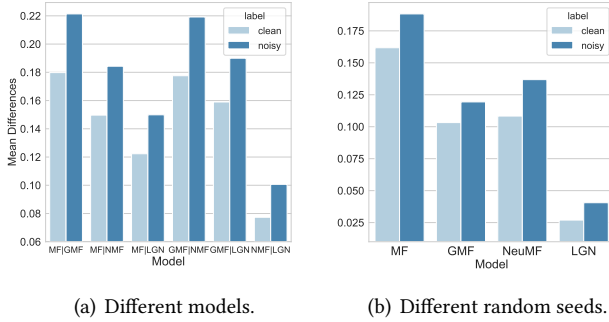 label
clean
noisy
0.22
0.20
0.18
0.16
0.14
0.12
0.10
0.08
0.06
Mean Differences
MF|GMF MF|NMF MF|LGN GMF|NMF GMF|LGN NMF|LGN
Model
(a) Different models.
label
clean
noisy
0.175
0.150
0.125
0.100
0.075
0.050
0.025
MF GMF NeuMF LGN
Model
(b) Different random seeds.